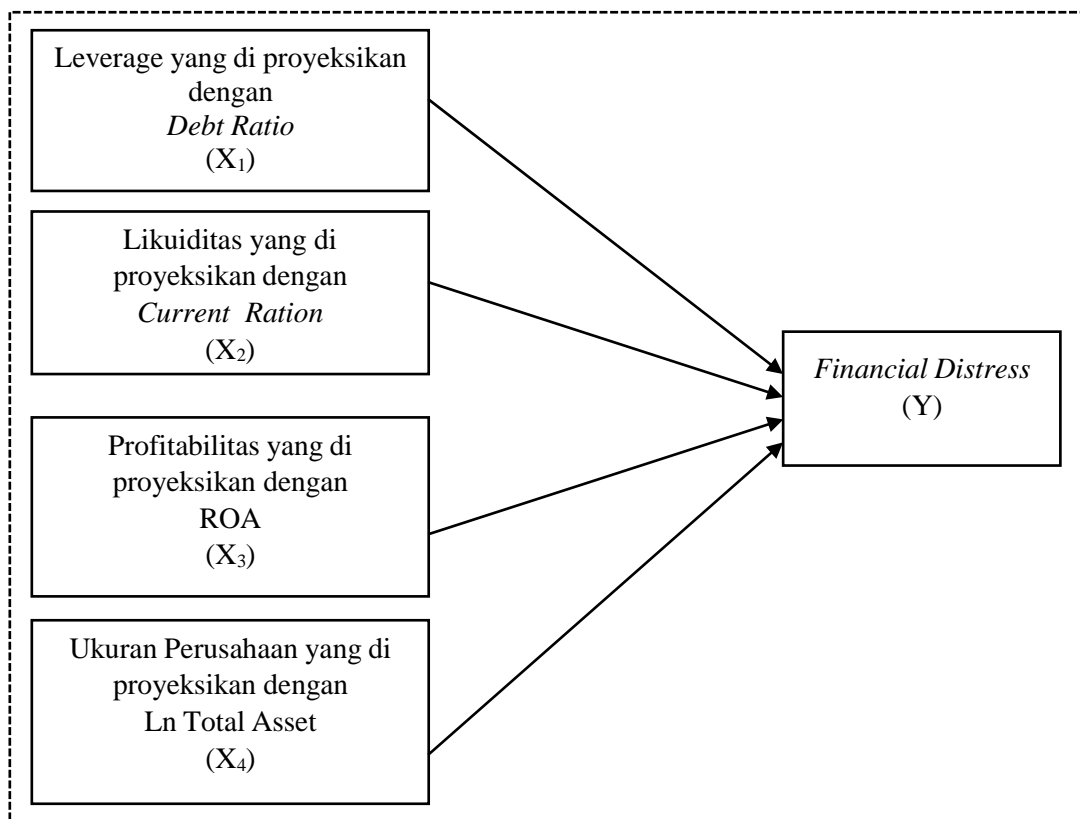 Leverage yang di proyeksikan
dengan
Debt Ratio
(X₁)
Likuiditas yang di
proyeksikan dengan
Current Ration
(X₂)
Profitabilitas yang di
proyeksikan dengan
ROA
(X₃)
Ukuran Perusahaan yang di
proyeksikan dengan
Ln Total Asset
(X₄)
Financial Distress
(Y)